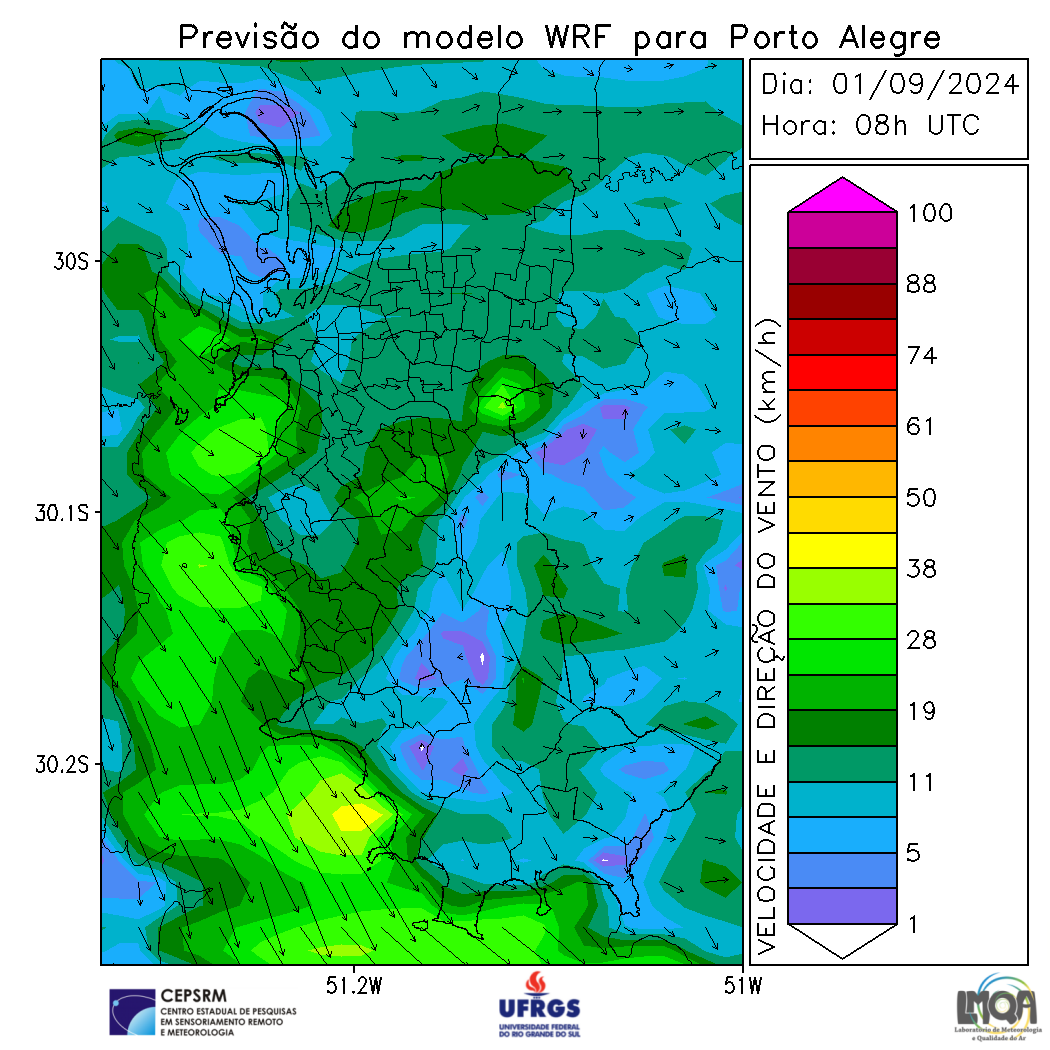 Previsão do modelo WRF para Porto Alegre
Dia: 01/09/2024
Hora: 08h UTC
30S
30.1S
30.2S
51.2W
51W
VELOCIDADE E DIREÇÃO DO VENTO (km/h)
100
88
74
61
50
38
28
19
11
5
1
CEPSRM
CENTRO ESTADUAL DE PESQUISAS
EM SENSORIAMENTO REMOTO
E METEOROLOGIA
UFRGS
UNIVERSIDADE FEDERAL
DO RIO GRANDE DO SUL
LMQA
Laboratório de Meteorologia
e Qualidade do Ar